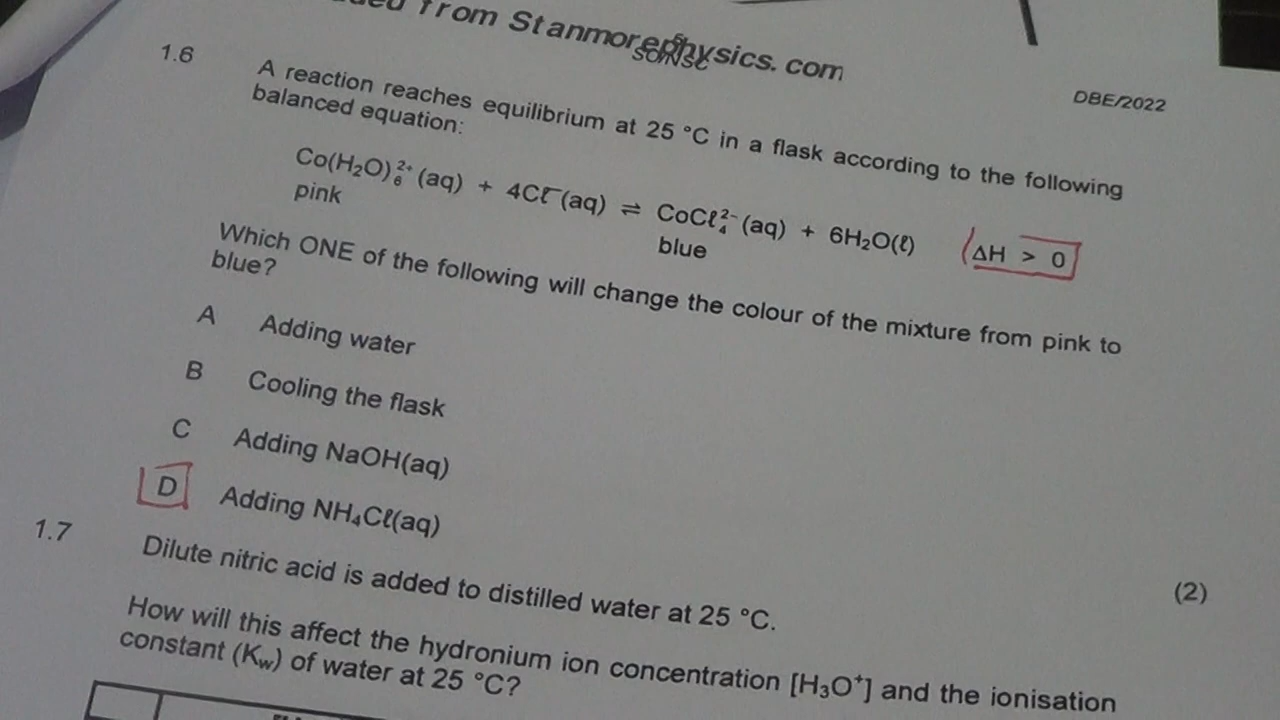 from Stanmorephysics.com
SC/NSC
DBE/2022
1.6 A reaction reaches equilibrium at 25 °C in a flask according to the following
balanced equation:
Co(H₂O)₆²⁺(aq) + 4Cℓ⁻(aq) ⇌ CoCℓ₄²⁻(aq) + 6H₂O(ℓ) ΔH > 0
pink blue
Which ONE of the following will change the colour of the mixture from pink to
blue?
A Adding water
B Cooling the flask
C Adding NaOH(aq)
D Adding NH₄Cℓ(aq)
(2)
1.7 Dilute nitric acid is added to distilled water at 25 °C.
How will this affect the hydronium ion concentration [H₃O⁺] and the ionisation
constant (Kw) of water at 25 °C?